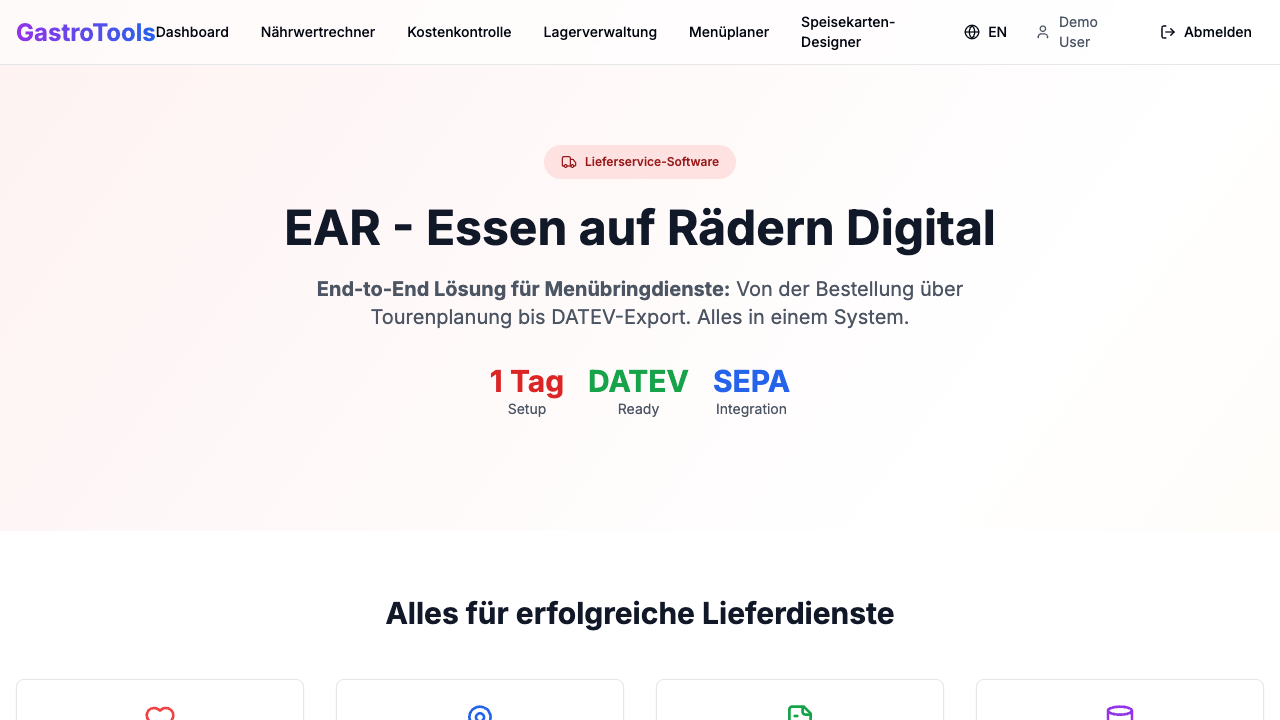 GastroTools
Dashboard
Nährwertrechner
Kostenkontrolle
Lagerverwaltung
Menüplaner
Speisekarten-
Designer
EN
Demo
User
Abmelden
Lieferservice-Software
EAR - Essen auf Rädern Digital
End-to-End Lösung für Menübringdienste: Von der Bestellung über
Tourenplanung bis DATEV-Export. Alles in einem System.
1 Tag
Setup
DATEV
Ready
SEPA
Integration
Alles für erfolgreiche Lieferdienste